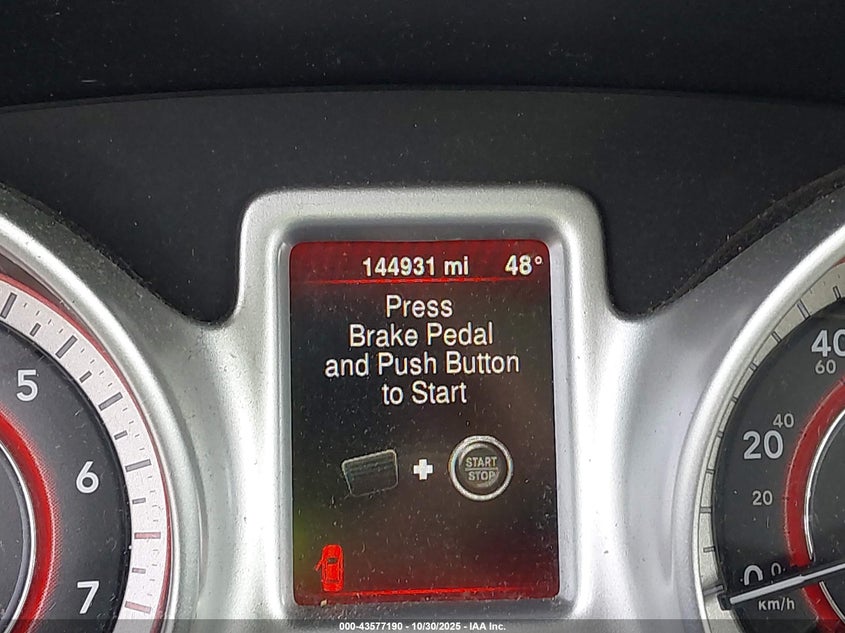 144931 mi 48°
Press
Brake Pedal
and Push Button
to Start
START
STOP
5
6
7
40
60
40
20
20
0 0
km/h
000-43577190 - 10/30/2025 - IAA Inc.